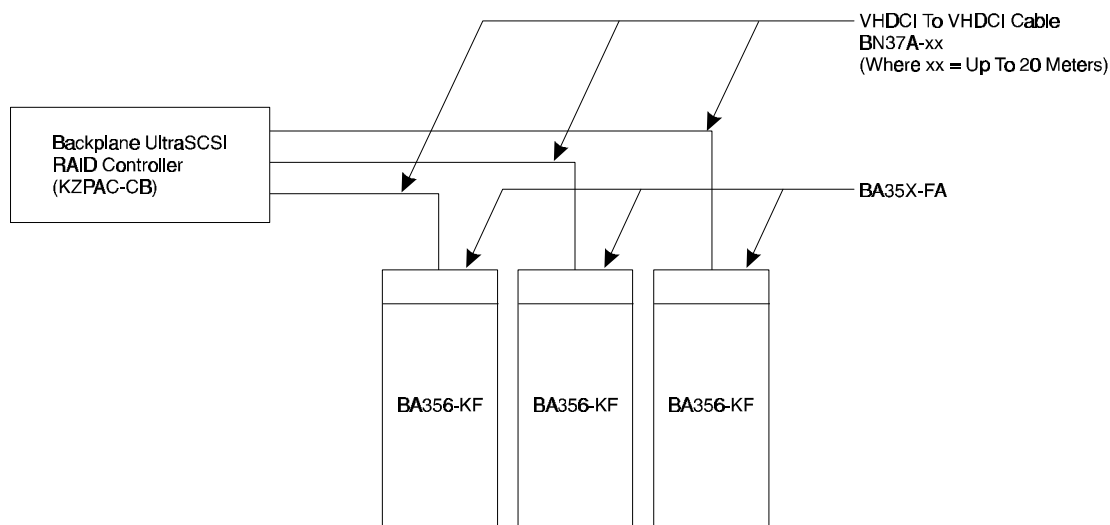 VHDCI To VHDCI Cable
BN37A-xx
(Where xx = Up To 20 Meters)
Backplane UltraSCSI
RAID Controller
(KZPAC-CB)
BA35X-FA
BA356-KF
BA356-KF
BA356-KF